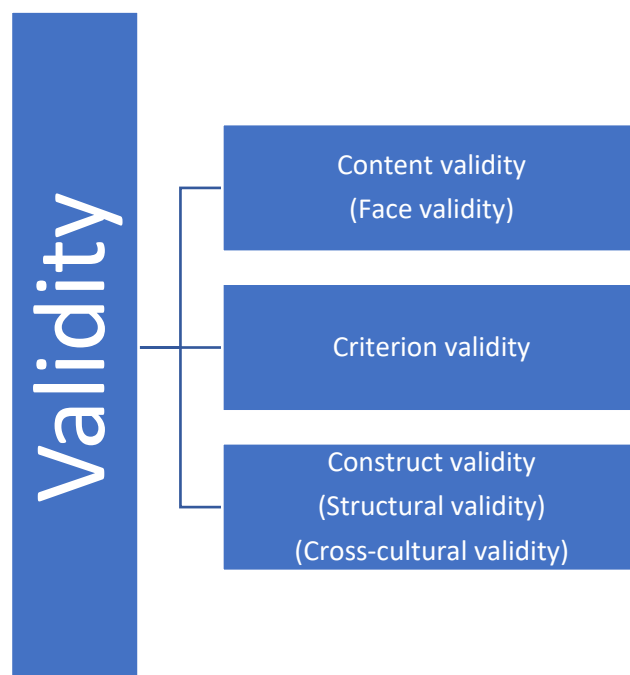 Validity
Content validity
(Face validity)
Criterion validity
Construct validity
(Structural validity)
(Cross-cultural validity)